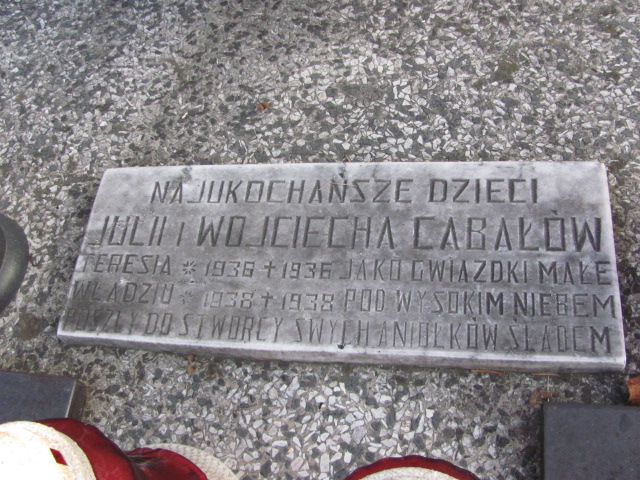 NAJUKOCHAŃSZE DZIECI
JULII i WOJCIECHA CABAŁÓW
TERESIA * 1936 + 1936 JAKO GWIAZDKI MAŁE
WŁADZIU * 1938 + 1938 POD WYSOKIM NIEBEM
POSZŁY DO STWÓRCY SWYCH ANIOŁKÓW ŚLADEM